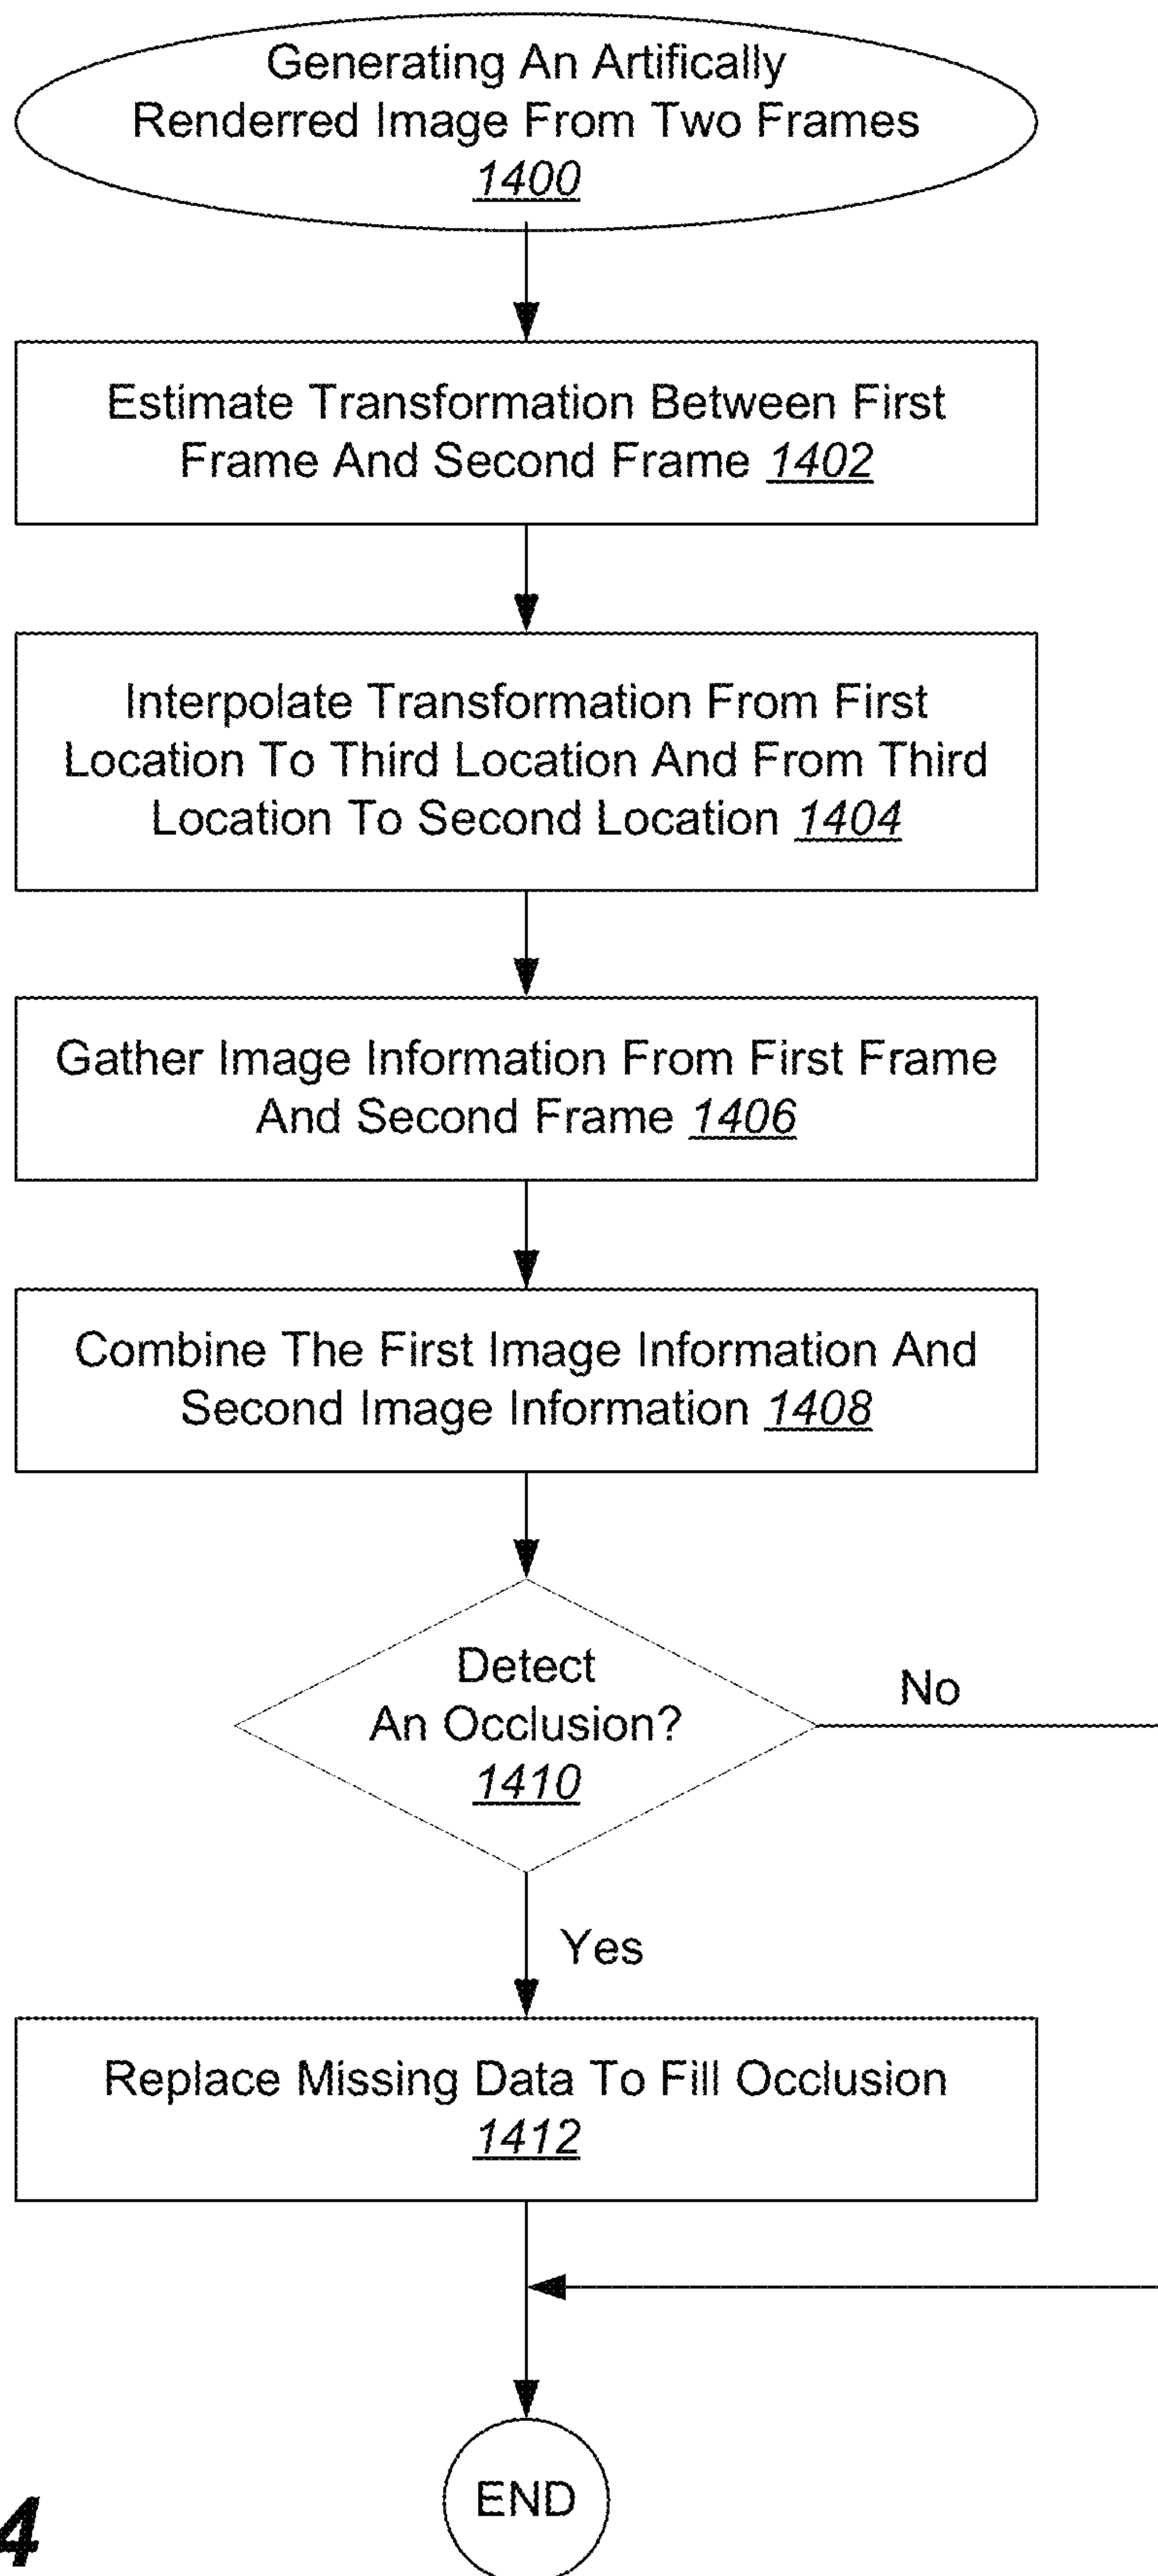 Generating An Artifically
Renderred Image From Two Frames
1400
Estimate Transformation Between First
Frame And Second Frame 1402
Interpolate Transformation From First
Location To Third Location And From Third
Location To Second Location 1404
Gather Image Information From First Frame
And Second Frame 1406
Combine The First Image Information And
Second Image Information 1408
Detect
An Occlusion?
1410
No
Yes
Replace Missing Data To Fill Occlusion
1412
END
4